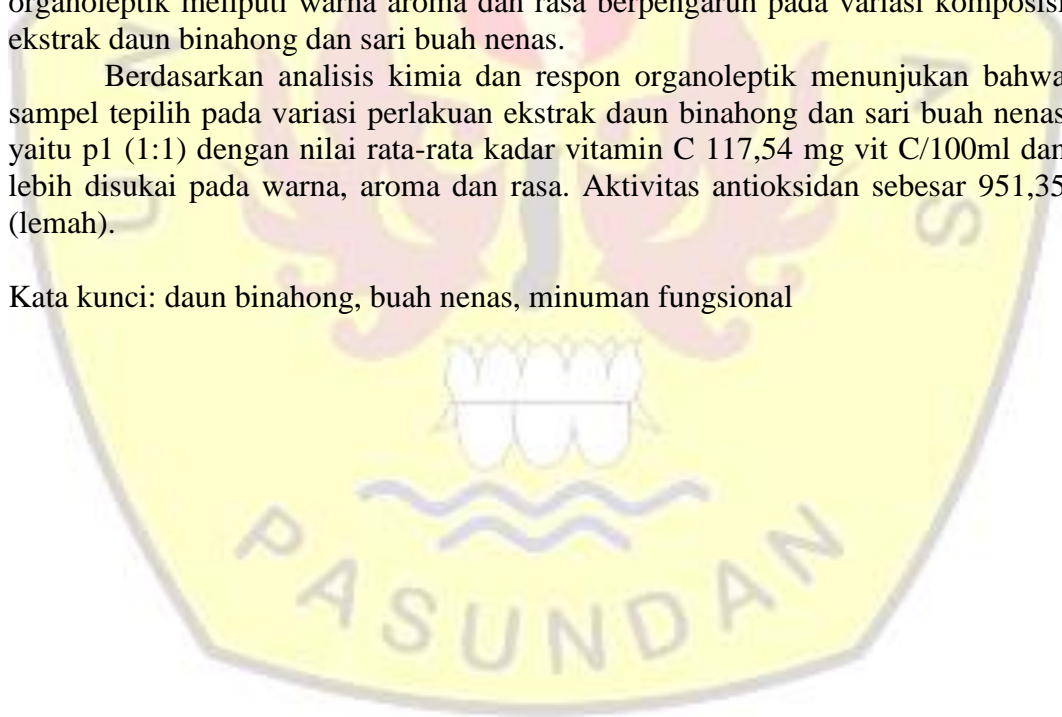 organoleptik meliputi warna aroma dan rasa berpengaruh pada variasi komposisi
ekstrak daun binahong dan sari buah nenas.
Berdasarkan analisis kimia dan respon organoleptik menunjukan bahwa
sampel tepilih pada variasi perlakuan ekstrak daun binahong dan sari buah nenas
yaitu p1 (1:1) dengan nilai rata-rata kadar vitamin C 117,54 mg vit C/100ml dan
lebih disukai pada warna, aroma dan rasa. Aktivitas antioksidan sebesar 951,35
(lemah).
Kata kunci: daun binahong, buah nenas, minuman fungsional
PASUNDAN